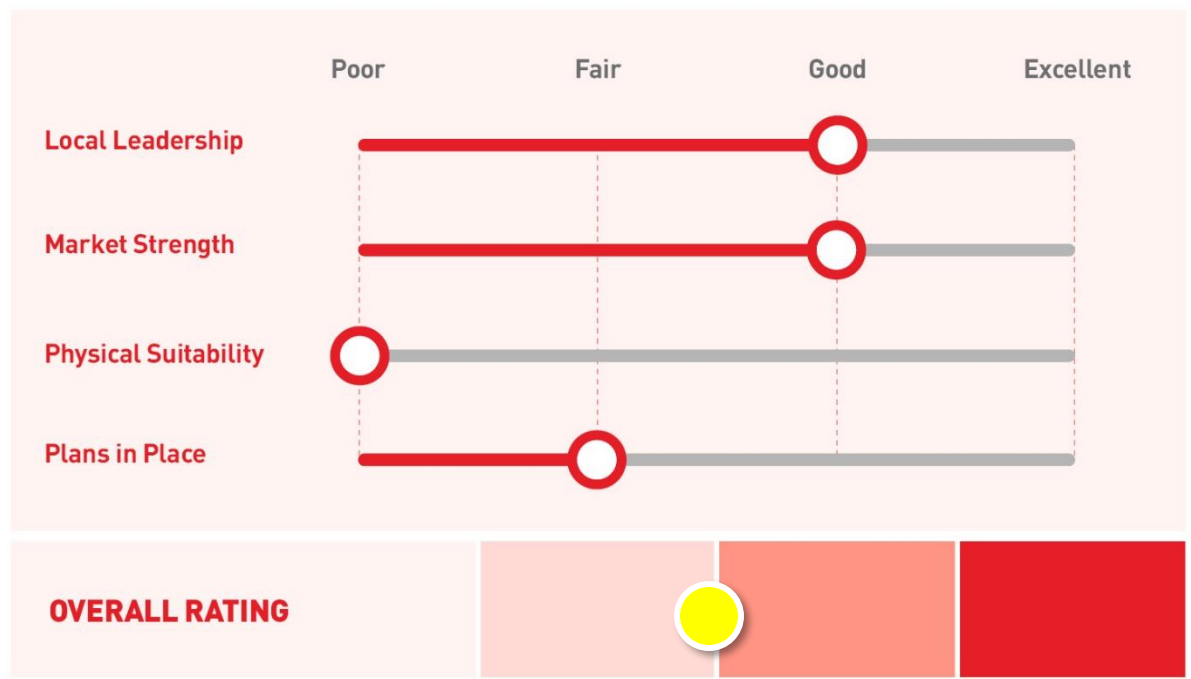 Poor Fair Good Excellent
Local Leadership
Market Strength
Physical Suitability
Plans in Place
OVERALL RATING